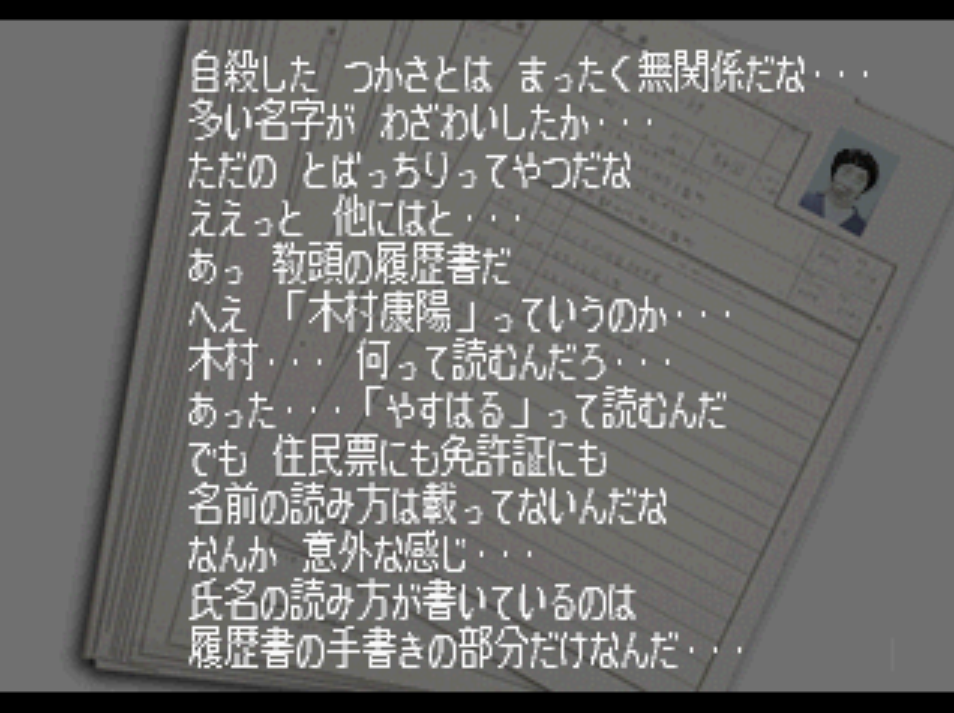 自殺した つかさとは まったく無関係だな・・・
多い名字が わざわいしたか・・・
ただの とばっちりってやつだな
ええっと 他にはと・・・
あっ 教頭の履歴書だ
へえ 「木村康陽」っていうのか・・・
木村・・・ 何って読むんだろ・・・
あった・・・「やすはる」って読むんだ
でも 住民票にも免許証にも
名前の読み方は載ってないんだな
なんか 意外な感じ・・・
氏名の読み方が書いているのは
履歴書の手書きの部分だけなんだ・・・